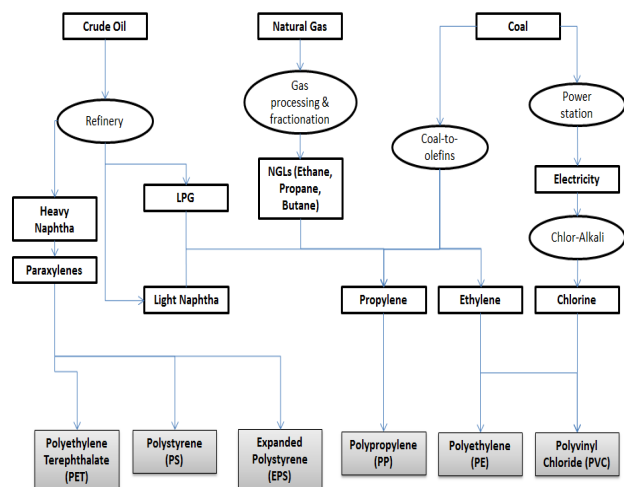 Crude Oil
Natural Gas
Coal
Gas
processing &
fractionation
Power
station
Refinery
Coal-to-
olefins
NGLs (Ethane,
Propane,
Butane)
Electricity
LPG
Heavy
Naphtha
Chlor-Alkali
Paraxylenes
Light Naphtha
Propylene
Ethylene
Chlorine
Polyethylene
Terephthalate
(PET)
Polystyrene
(PS)
Expanded
Polystyrene
(EPS)
Polypropylene
(PP)
Polyethylene
(PE)
Polyvinyl
Chloride (PVC)